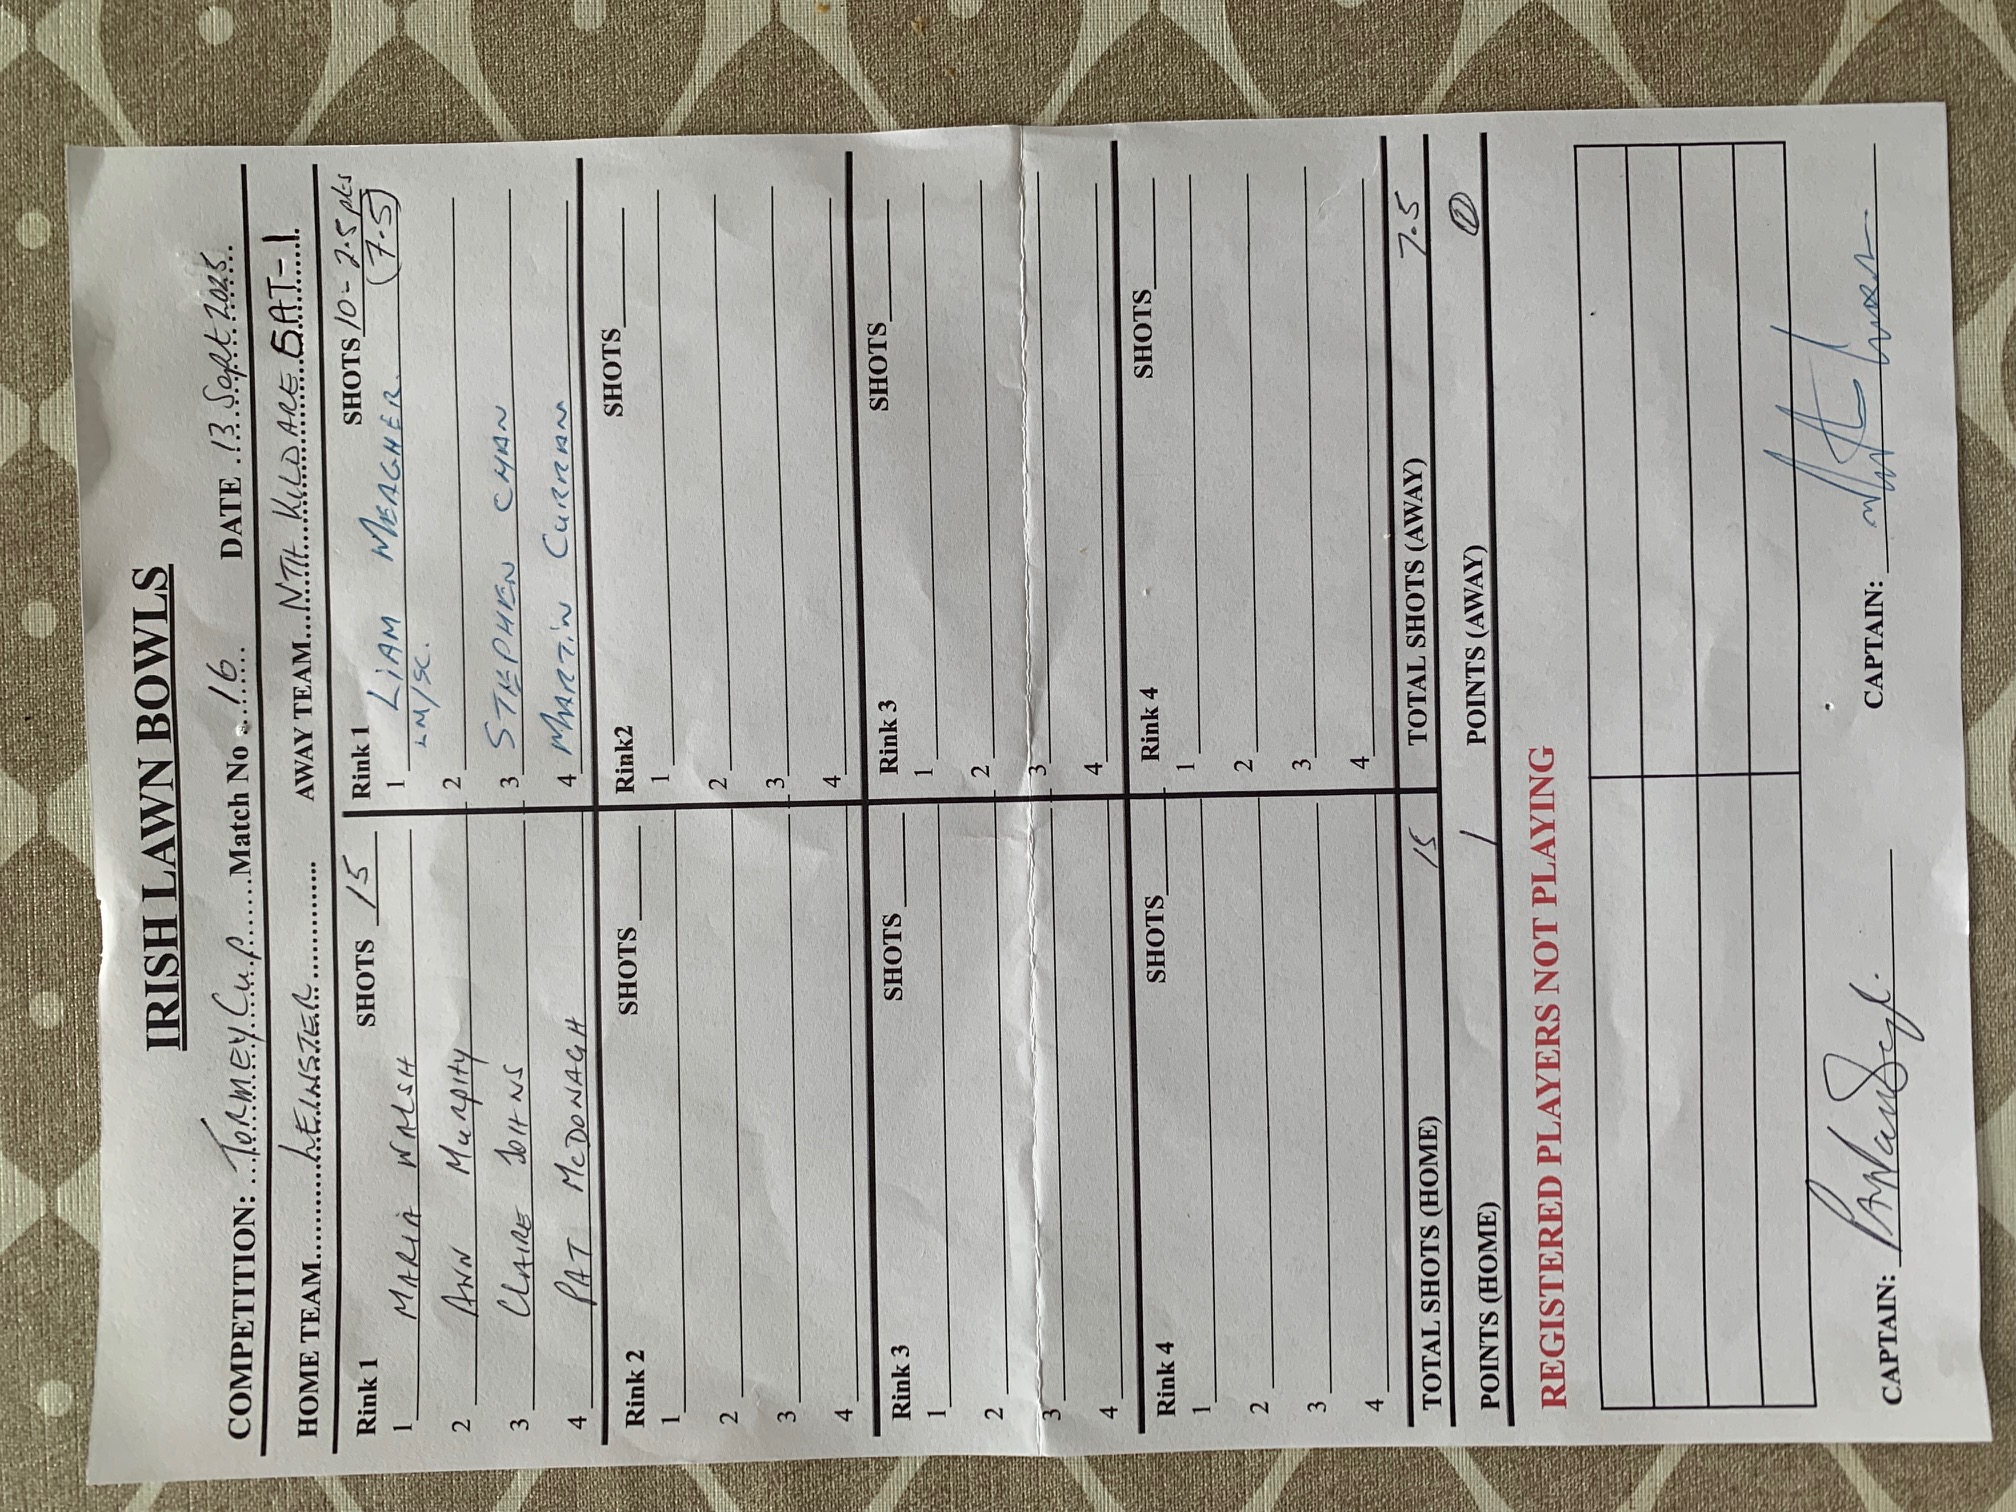 IRISH LAWN BOWLS
COMPETITION: TORMEY CUP Match No 16 DATE 13 Sept 2025
HOME TEAM LEINSTER AWAY TEAM NTH KILDARE BAT-1
Rink 1 SHOTS 15 Rink 1 SHOTS 10 - 2.5 pts
(7.5)
1 MARIA WALSH 1 LIAM MEAGHER
LM/SC.
2 ANN MURPHY 2
3 CLAIRE JOHNS 3 STEPHEN CHAN
4 PAT McDONAGH 4 MARTIN CURRAN
Rink 2 SHOTS Rink2 SHOTS
1 1
2 2
3 3
4 4
Rink 3 SHOTS Rink 3 SHOTS
1 1
2 2
3 3
4 4
Rink 4 SHOTS Rink 4 SHOTS
1 1
2 2
3 3
4 4
TOTAL SHOTS (HOME) 15 TOTAL SHOTS (AWAY) 7.5
POINTS (HOME) 1 POINTS (AWAY)
REGISTERED PLAYERS NOT PLAYING
CAPTAIN: CAPTAIN: